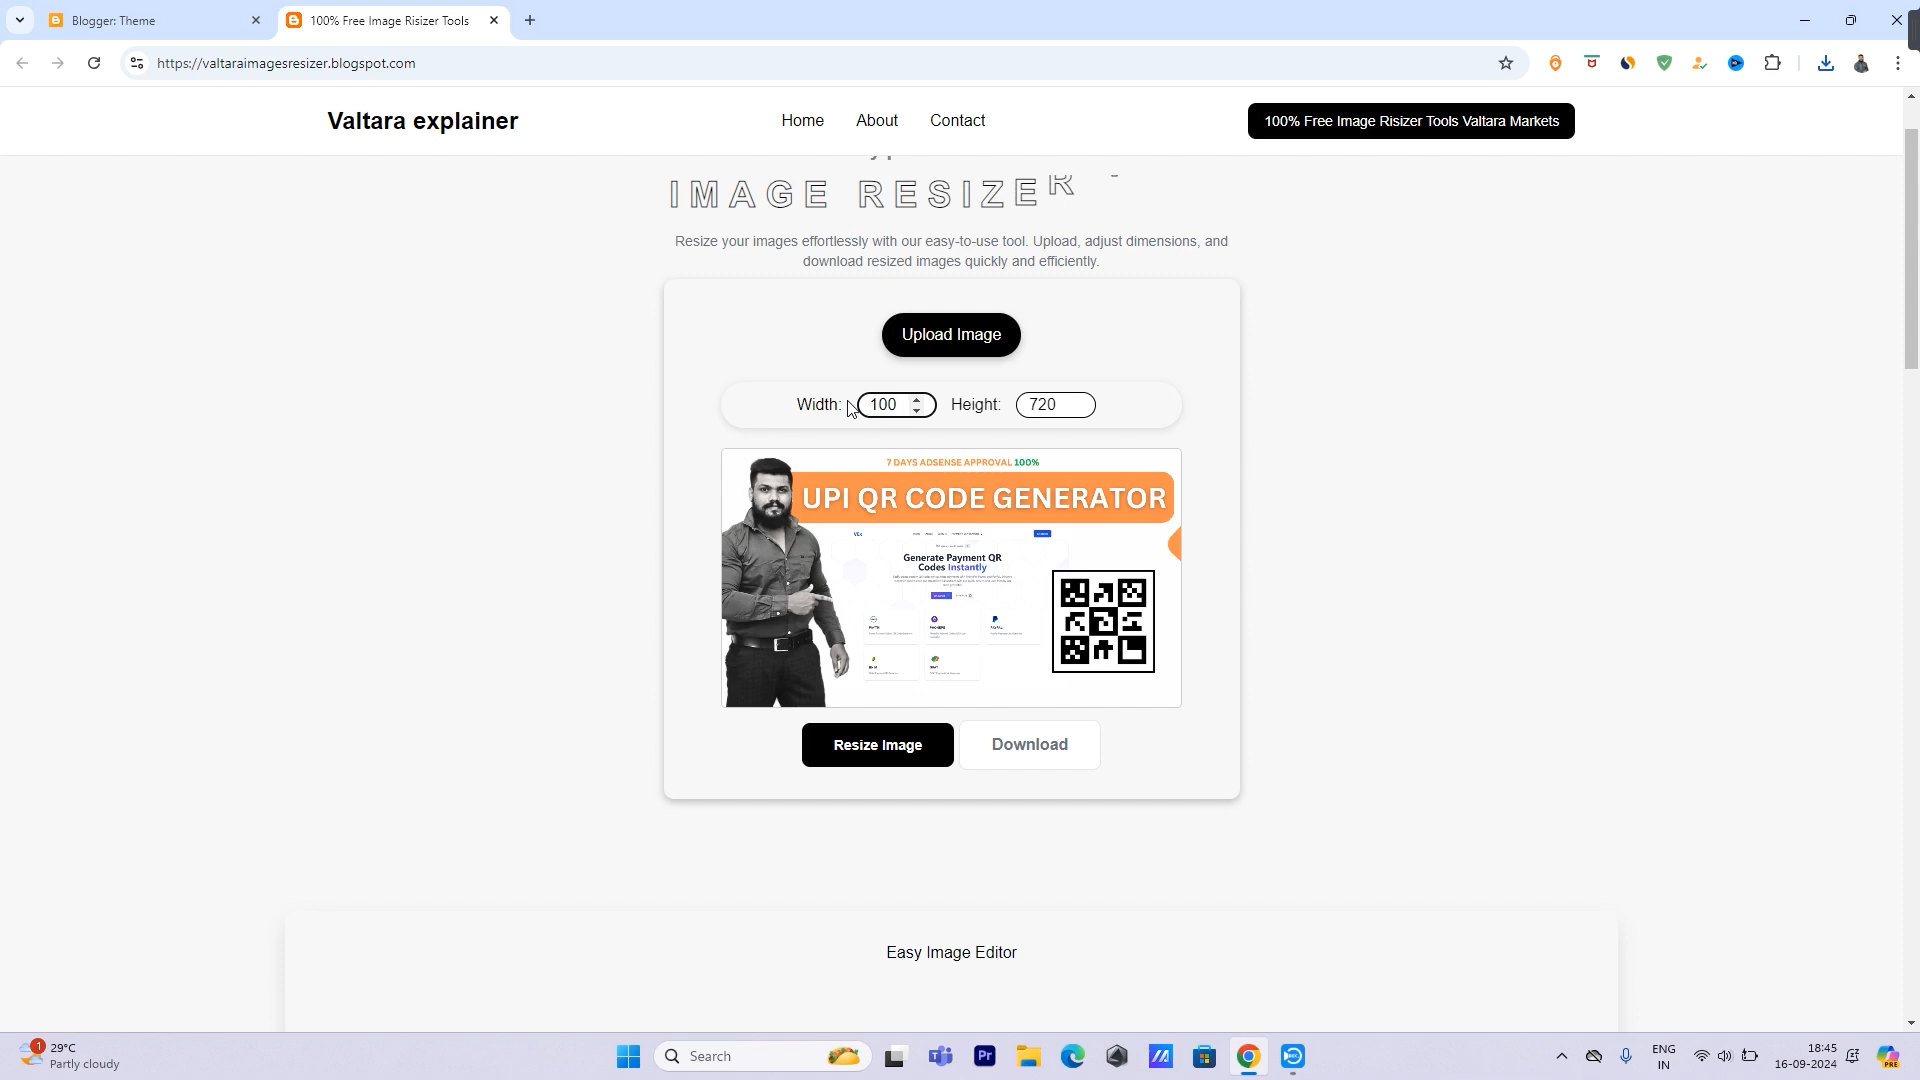 Blogger: Theme
100% Free Image Risizer Tools
https://valtaraimagesresizer.blogspot.com
Valtara explainer
Home
About
Contact
100% Free Image Risizer Tools Valtara Markets
IMAGE RESIZER
Resize your images effortlessly with our easy-to-use tool. Upload, adjust dimensions, and
download resized images quickly and efficiently.
Upload Image
Width: 100 Height: 720
7 DAYS ADSENSE APPROVAL 100%
UPI QR CODE GENERATOR
Generate Payment QR
Codes Instantly
Resize Image
Download
Easy Image Editor
1
29°C
Partly cloudy
Search
Pr
ENG
IN
18:45
16-09-2024
PRE